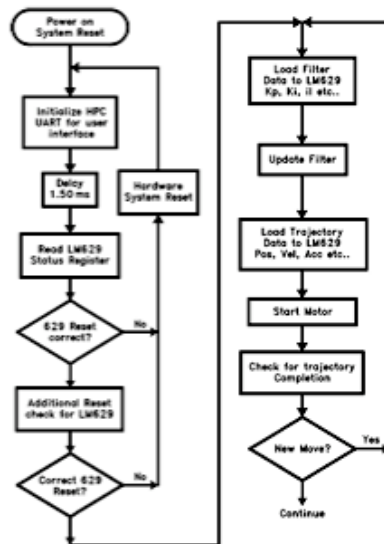 Power on
System Reset
Initialize HPC
UART for user
interface
Delay
1.50 ms
Hardware
System Reset
Read LM629
Status Register
629 Reset
correct?
No
Additional Reset
check for LM629
Correct 629
Reset?
No
Load Filter
Data to LM629
Kp, Ki, il etc..
Update Filter
Load Trajectory
Data to LM629
Pos, Vel, Acc etc..
Start Motor
Check for trajectory
Completion
New Move?
Yes
Continue